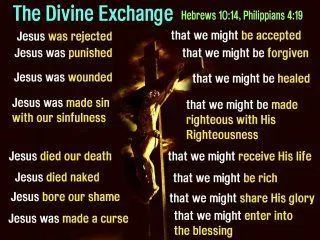 The Divine Exchange Hebrews 10:14, Philippians 4:19
Jesus was rejected that we might be accepted
Jesus was punished that we might be forgiven
Jesus was wounded that we might be healed
Jesus was made sin that we might be made
with our sinfulness righteous with His
Righteousness
Jesus died our death that we might receive His life
Jesus died naked that we might be rich
Jesus bore our shame that we might share His glory
Jesus was made a curse that we might enter into
the blessing